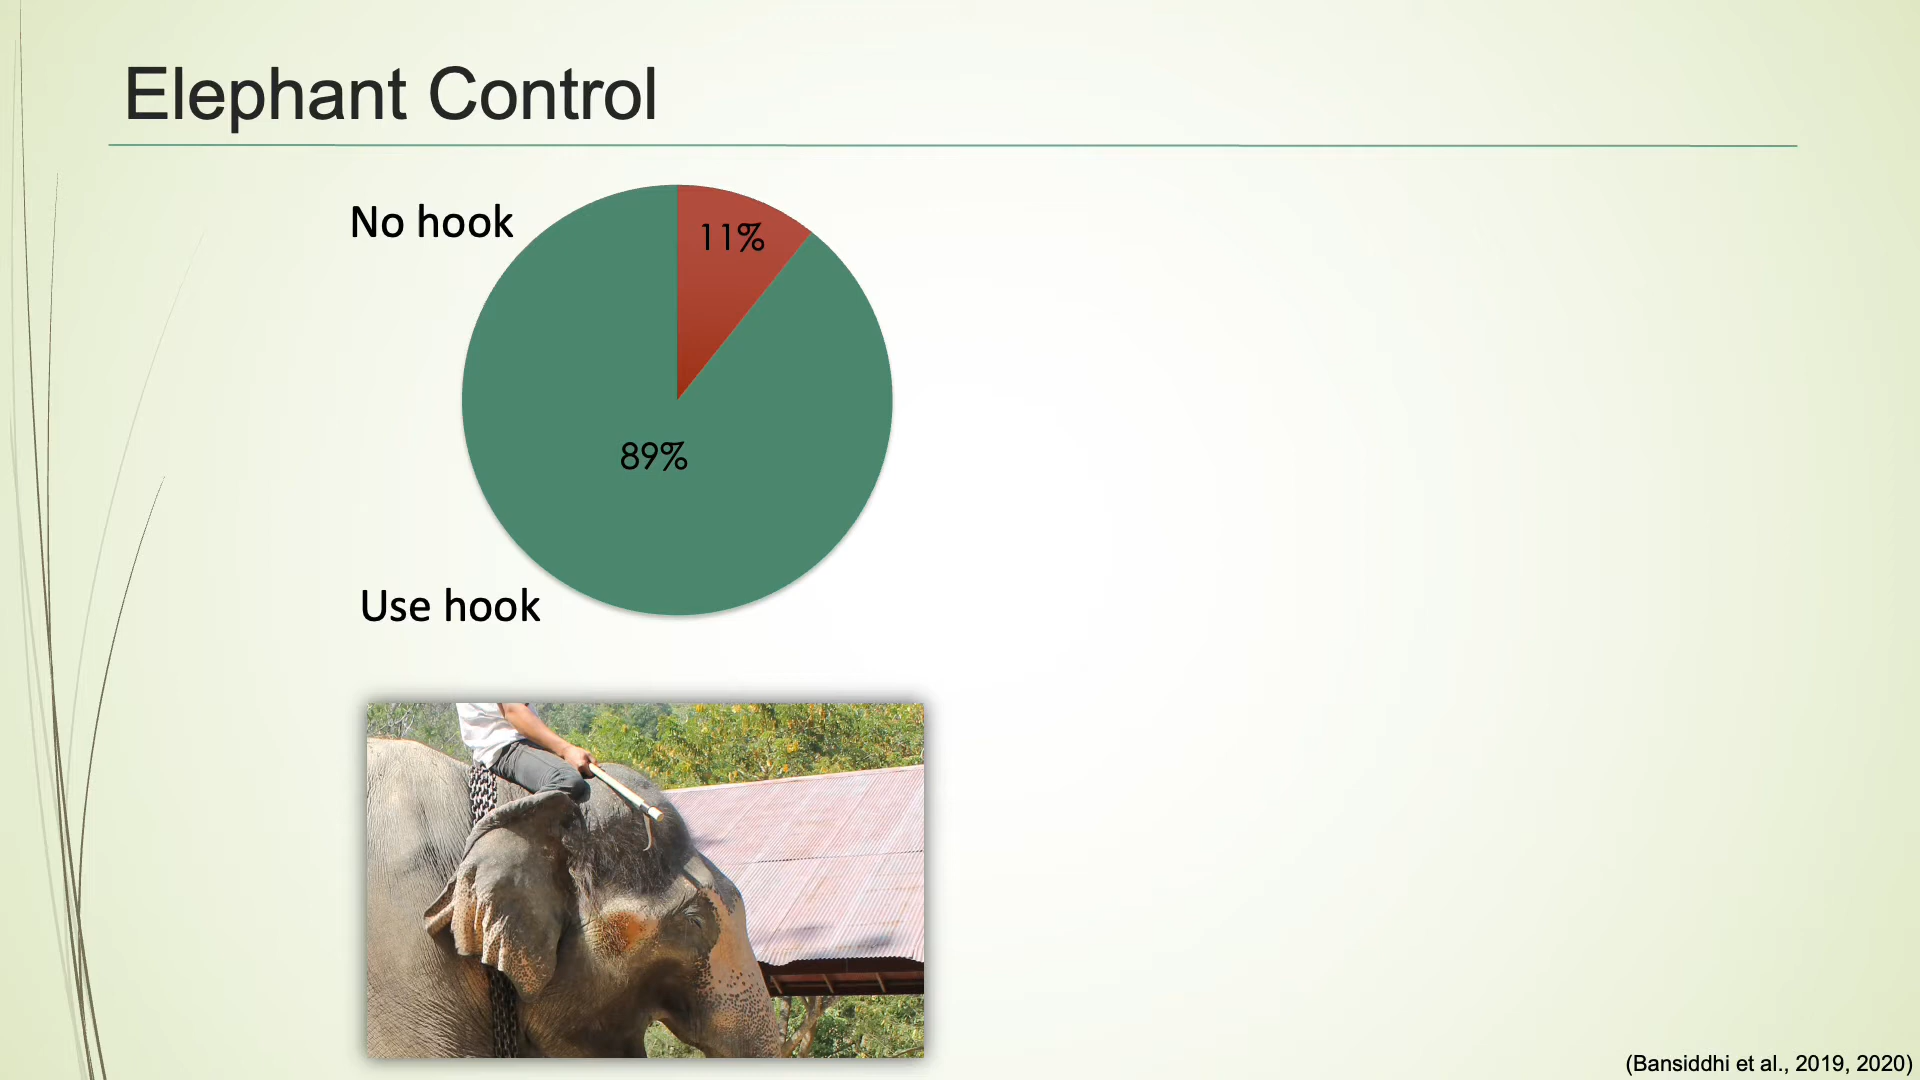 Elephant Control
No hook
11%
89%
Use hook
(Bansiddhi et al., 2019, 2020)